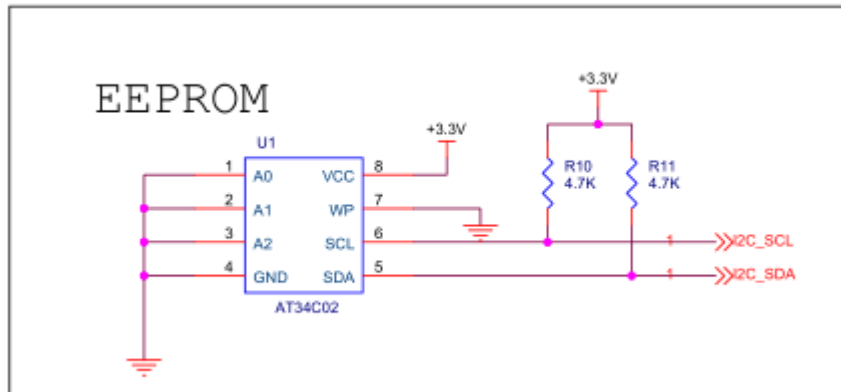 EEPROM
+3.3V
+3.3V
U1
1 A0 VCC 8
2 A1 WP 7
3 A2 SCL 6
4 GND SDA 5
AT34C02
R10
4.7K
R11
4.7K
1 I2C_SCL
1 I2C_SDA